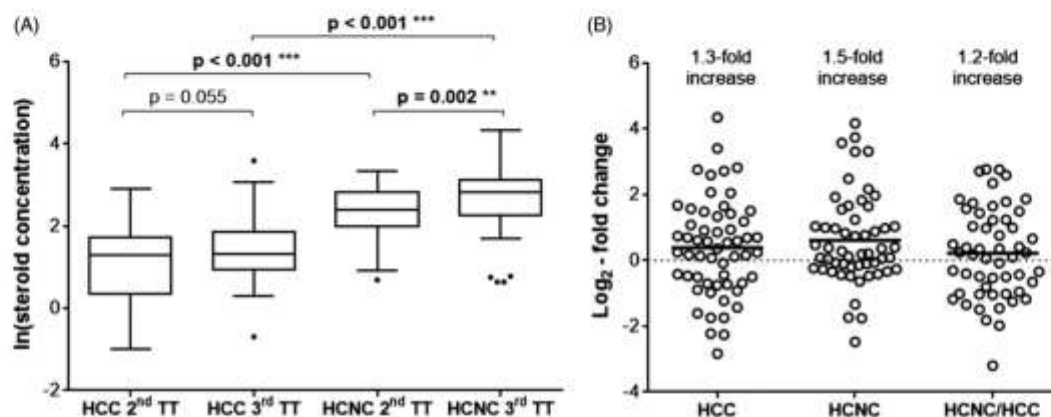 (A)
p < 0.001 ***
p < 0.001 ***
p = 0.055
p = 0.002 **
ln(steroid concentration)
6
4
2
0
-2
HCC 2nd TT
HCC 3rd TT
HCNC 2nd TT
HCNC 3rd TT
(B)
1.3-fold
increase
1.5-fold
increase
1.2-fold
increase
Log2 - fold change
6
4
2
0
-2
-4
HCC
HCNC
HCNC/HCC